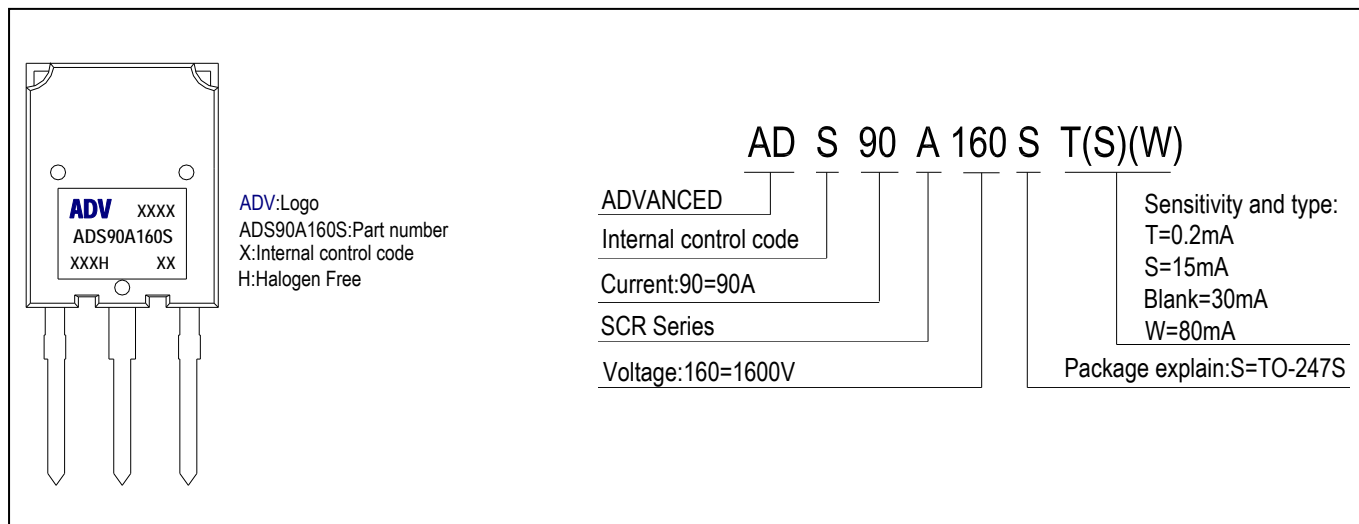 ADV XXXX
ADS90A160S
XXXH XX
ADV:Logo
ADS90A160S:Part number
X:Internal control code
H:Halogen Free
AD S 90 A 160 S T(S)(W)
ADVANCED
Internal control code
Current:90=90A
SCR Series
Voltage:160=1600V
Sensitivity and type:
T=0.2mA
S=15mA
Blank=30mA
W=80mA
Package explain:S=TO-247S